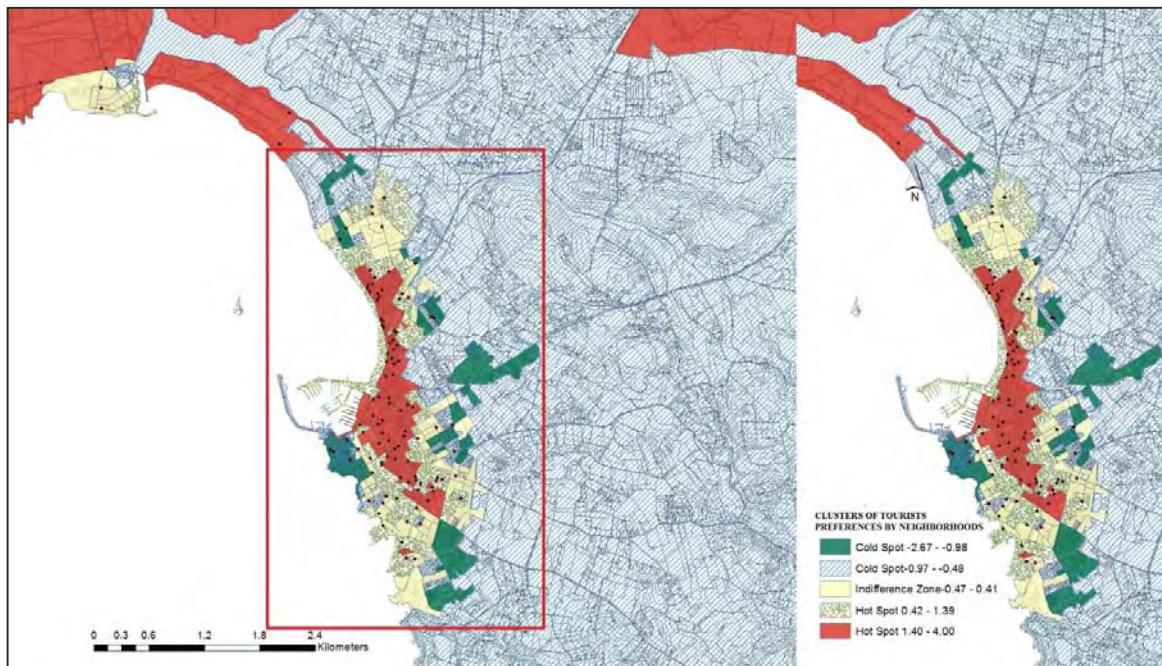 N
CLUSTERS OF TOURISTS
PREFERENCES BY NEIGHBORHOODS
Cold Spot -2.67 - -0.98
Cold Spot-0.97 - -0.48
Indifference Zone-0.47 - 0.41
Hot Spot 0.42 - 1.39
Hot Spot 1.40 - 4.00
0 0.3 0.6 1.2 1.8 2.4
Kilometers